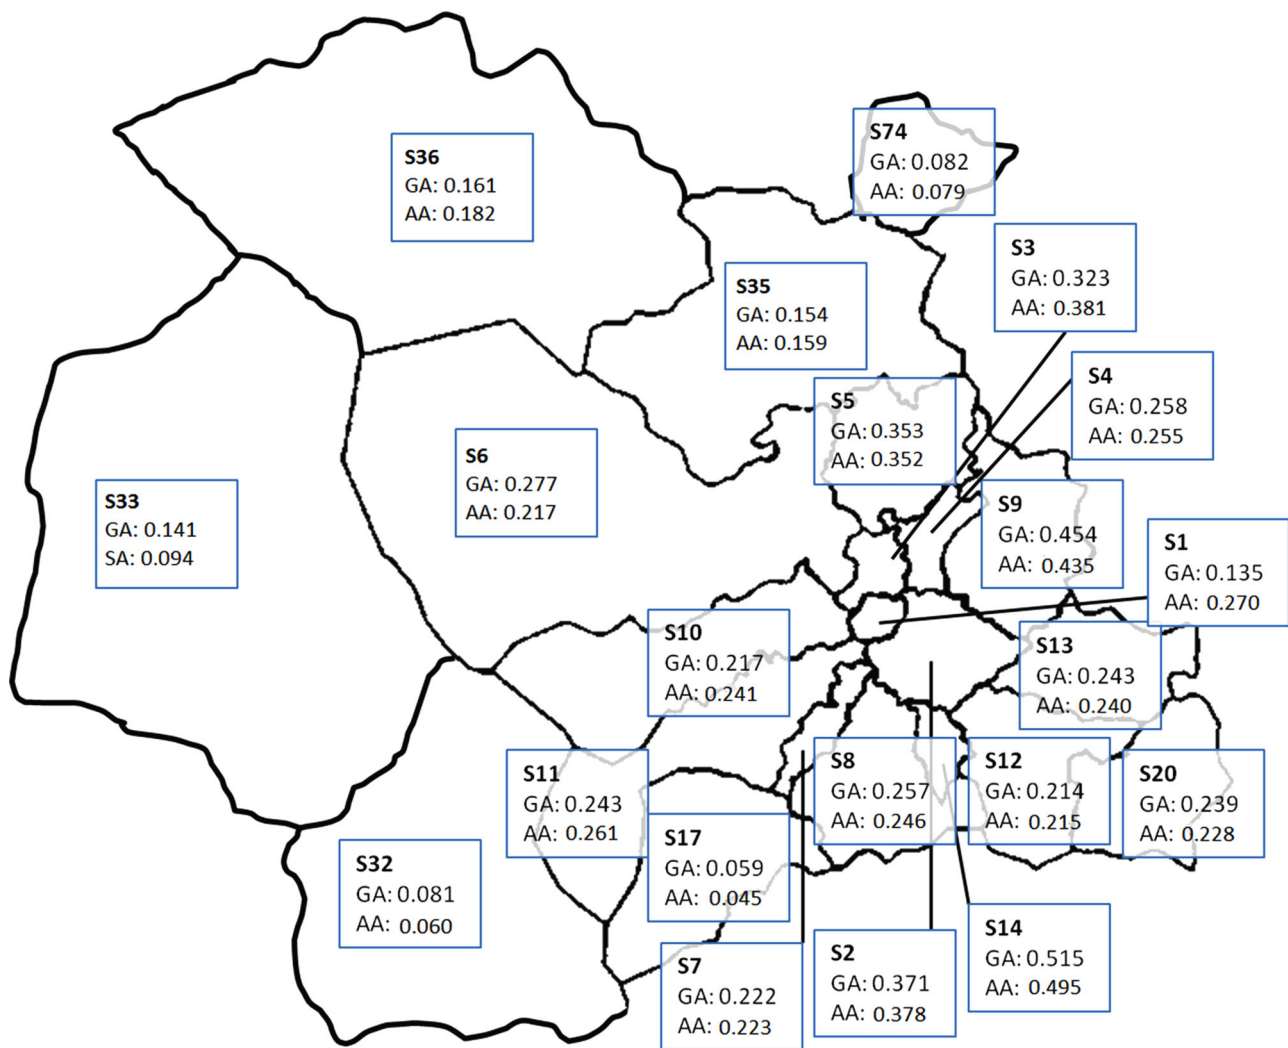 S36
GA: 0.161
AA: 0.182
S74
GA: 0.082
AA: 0.079
S3
GA: 0.323
AA: 0.381
S35
GA: 0.154
AA: 0.159
S4
GA: 0.258
AA: 0.255
S5
GA: 0.353
AA: 0.352
S6
GA: 0.277
AA: 0.217
S33
GA: 0.141
SA: 0.094
S9
GA: 0.454
AA: 0.435
S1
GA: 0.135
AA: 0.270
S10
GA: 0.217
AA: 0.241
S13
GA: 0.243
AA: 0.240
S11
GA: 0.243
AA: 0.261
S8
GA: 0.257
AA: 0.246
S12
GA: 0.214
AA: 0.215
S20
GA: 0.239
AA: 0.228
S17
GA: 0.059
AA: 0.045
S32
GA: 0.081
AA: 0.060
S7
GA: 0.222
AA: 0.223
S2
GA: 0.371
AA: 0.378
S14
GA: 0.515
AA: 0.495